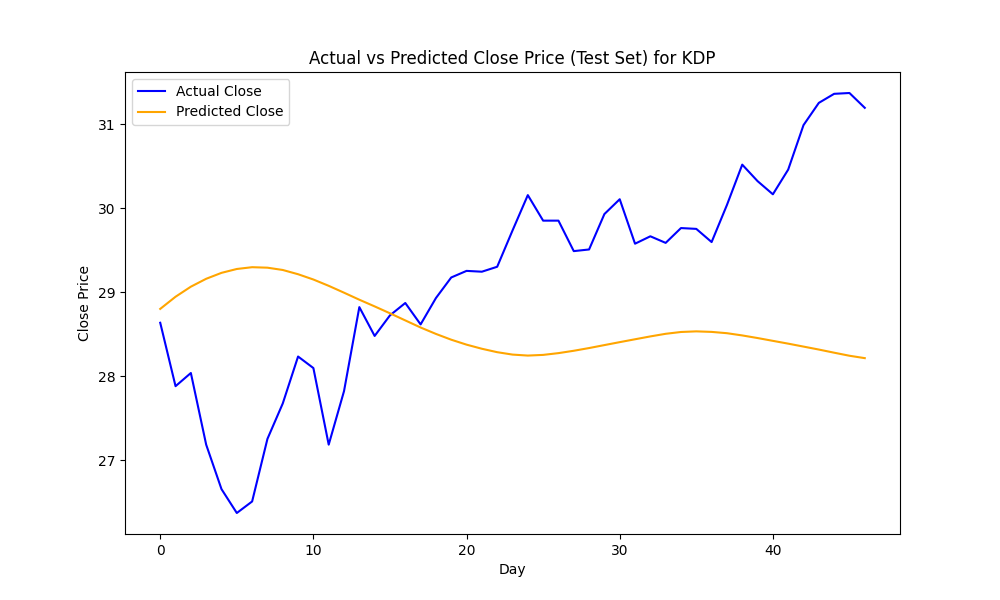 Actual vs Predicted Close Price (Test Set) for KDP
Actual Close
Predicted Close
Close Price
31
30
29
28
27
0 10 20 30 40
Day